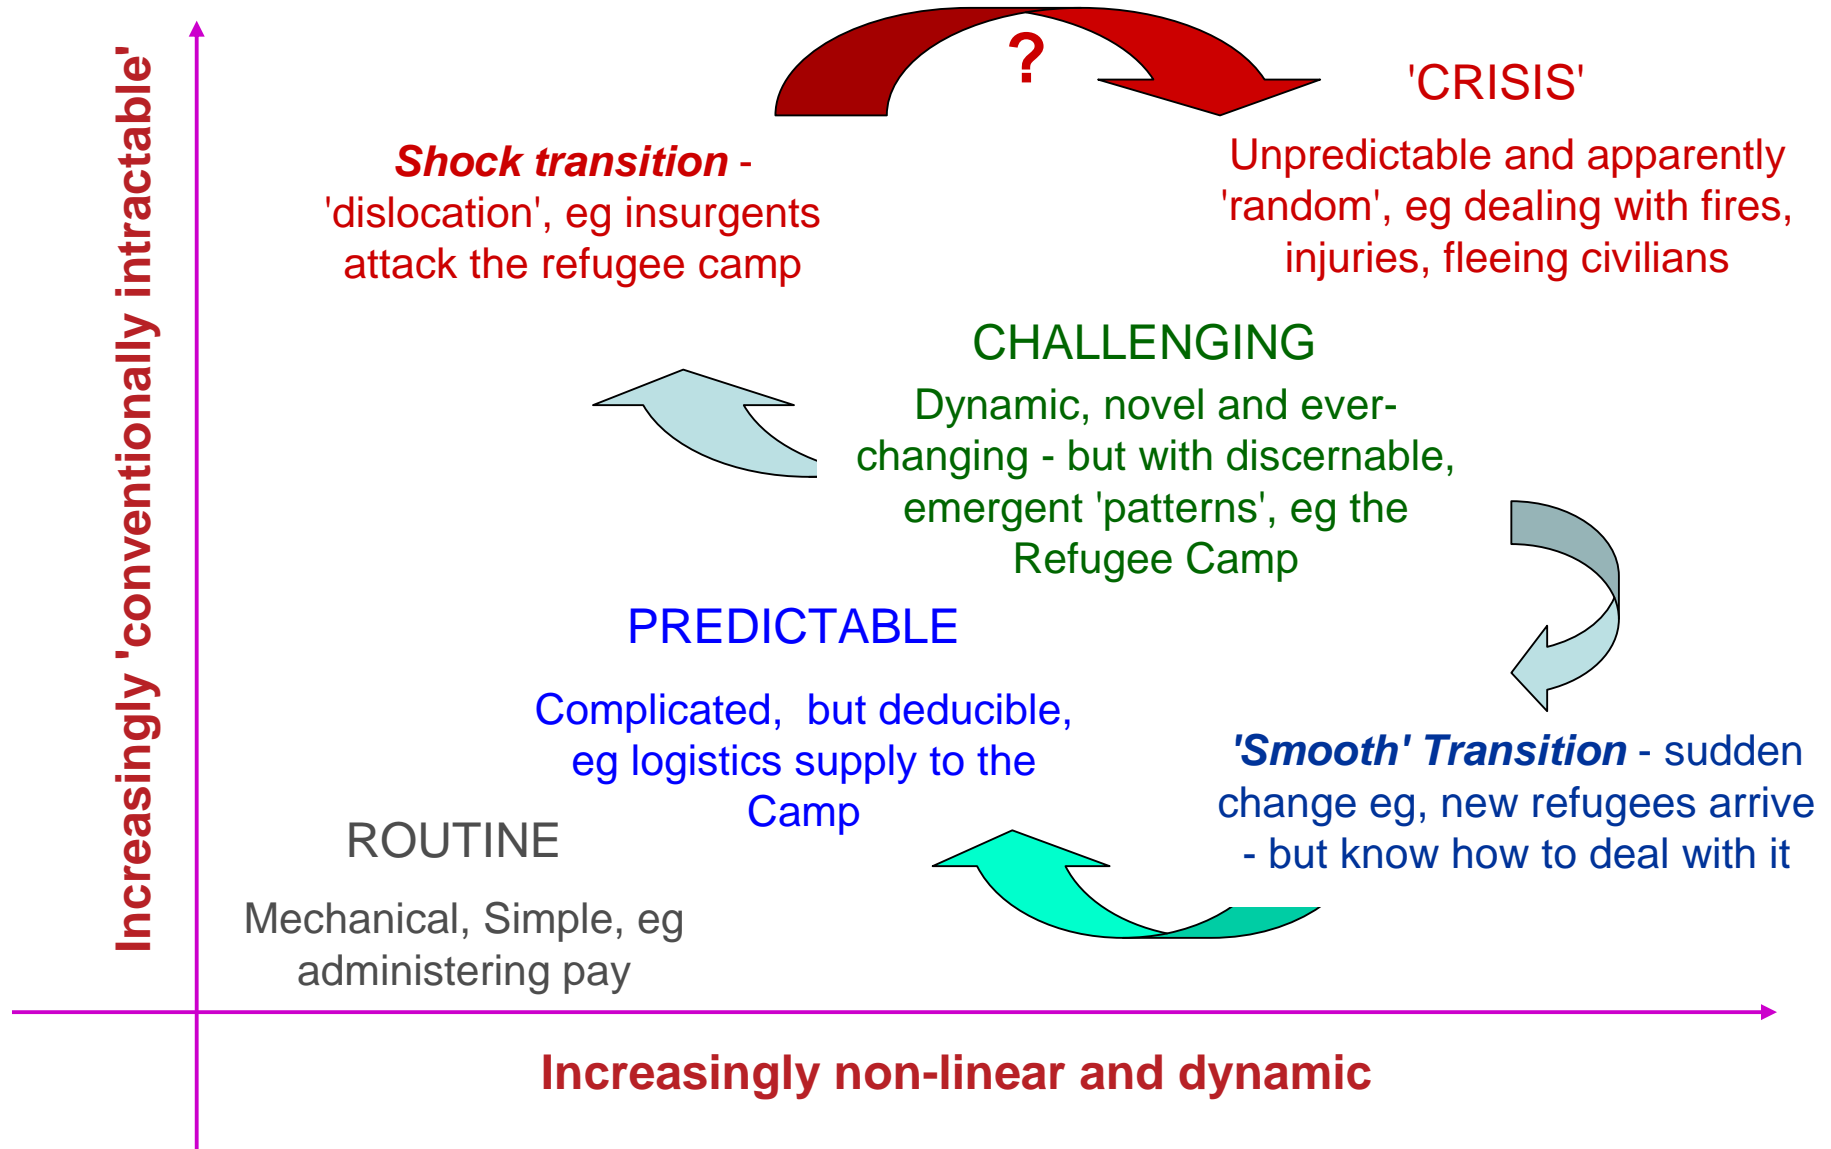 Increasingly 'conventionally intractable'
?
'CRISIS'
Unpredictable and apparently
'random', eg dealing with fires,
injuries, fleeing civilians
Shock transition -
'dislocation', eg insurgents
attack the refugee camp
CHALLENGING
Dynamic, novel and ever-
changing - but with discernable,
emergent 'patterns', eg the
Refugee Camp
PREDICTABLE
Complicated,  but deducible,
eg logistics supply to the
Camp
'Smooth' Transition - sudden
change eg, new refugees arrive
- but know how to deal with it
ROUTINE
Mechanical, Simple, eg
administering pay
Increasingly non-linear and dynamic